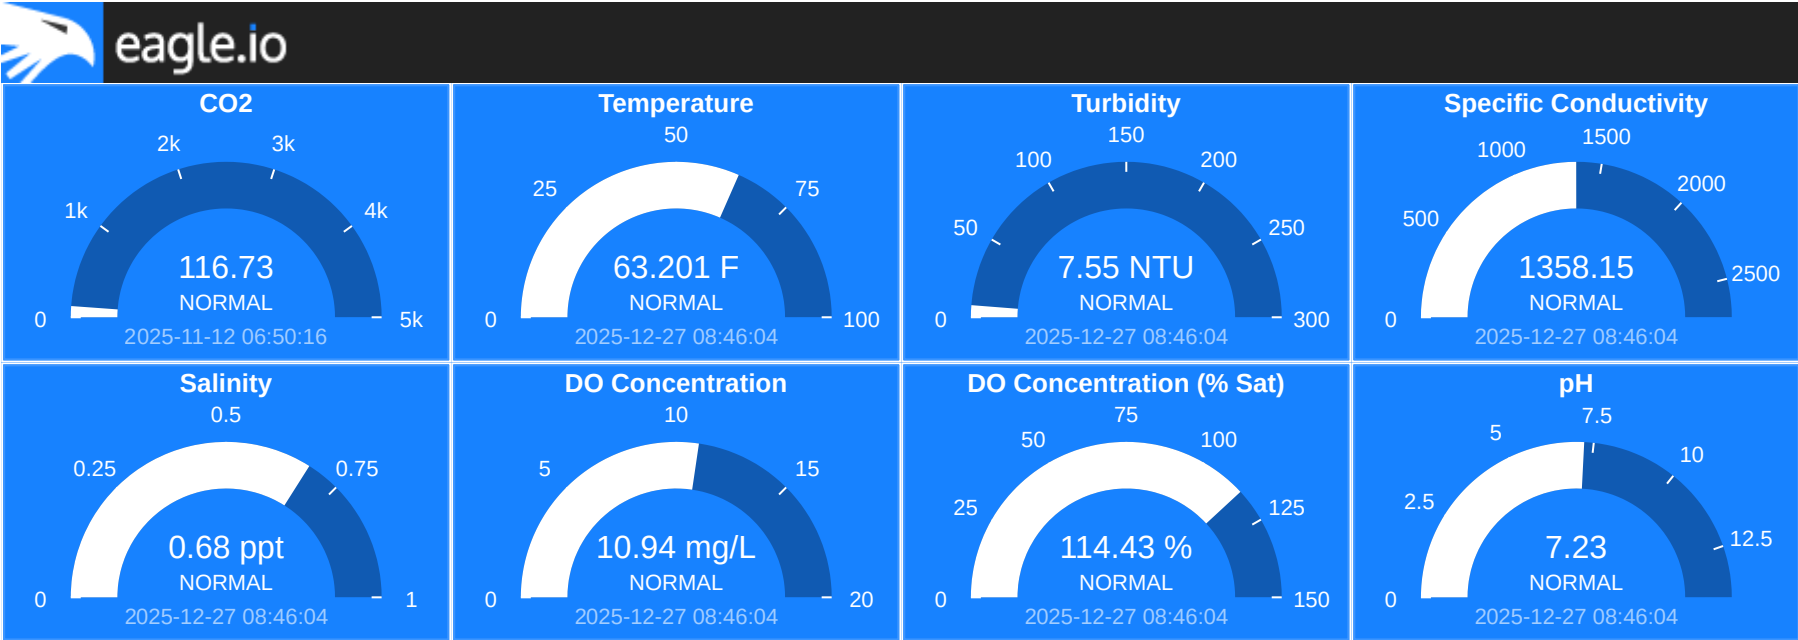 eagle.io
CO2
0
1k
2k
3k
4k
5k
116.73
NORMAL
2025-11-12 06:50:16
Temperature
0
25
50
75
100
63.201 F
NORMAL
2025-12-27 08:46:04
Turbidity
0
50
100
150
200
250
300
7.55 NTU
NORMAL
2025-12-27 08:46:04
Specific Conductivity
0
500
1000
1500
2000
2500
1358.15
NORMAL
2025-12-27 08:46:04
Salinity
0
0.25
0.5
0.75
1
0.68 ppt
NORMAL
2025-12-27 08:46:04
DO Concentration
0
5
10
15
20
10.94 mg/L
NORMAL
2025-12-27 08:46:04
DO Concentration (% Sat)
0
25
50
75
100
125
150
114.43 %
NORMAL
2025-12-27 08:46:04
pH
0
2.5
5
7.5
10
12.5
7.23
NORMAL
2025-12-27 08:46:04